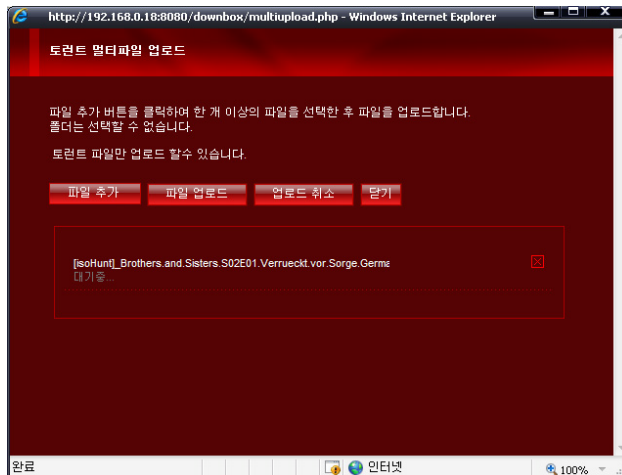 http://192.168.0.18:8080/downbox/multiupload.php - Windows Internet Explorer
토런트 멀티파일 업로드
파일 추가 버튼을 클릭하여 한 개 이상의 파일을 선택한 후 파일을 업로드합니다.
폴더는 선택할 수 없습니다.
토런트 파일만 업로드 할수 있습니다.
파일 추가 파일 업로드 업로드 취소 닫기
[isoHunt]_Brothers.and.Sisters.S02E01.Verrueckt.vor.Sorge.Germa
대기중...
완료 인터넷 100%